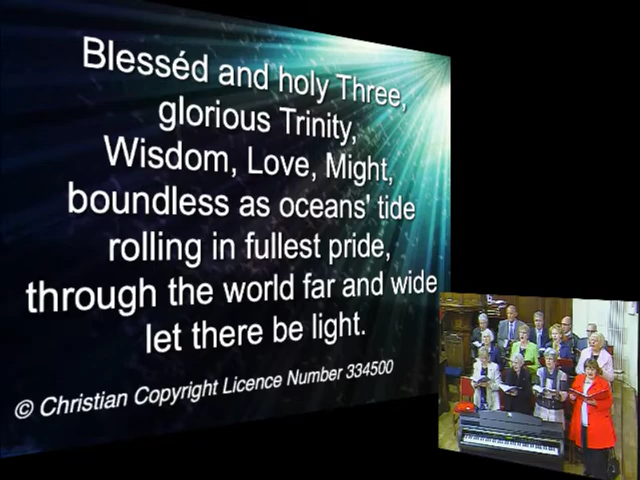 Blesséd and holy Three,
glorious Trinity,
Wisdom, Love, Might,
boundless as oceans' tide
rolling in fullest pride,
through the world far and wide
let there be light.
© Christian Copyright Licence Number 334500